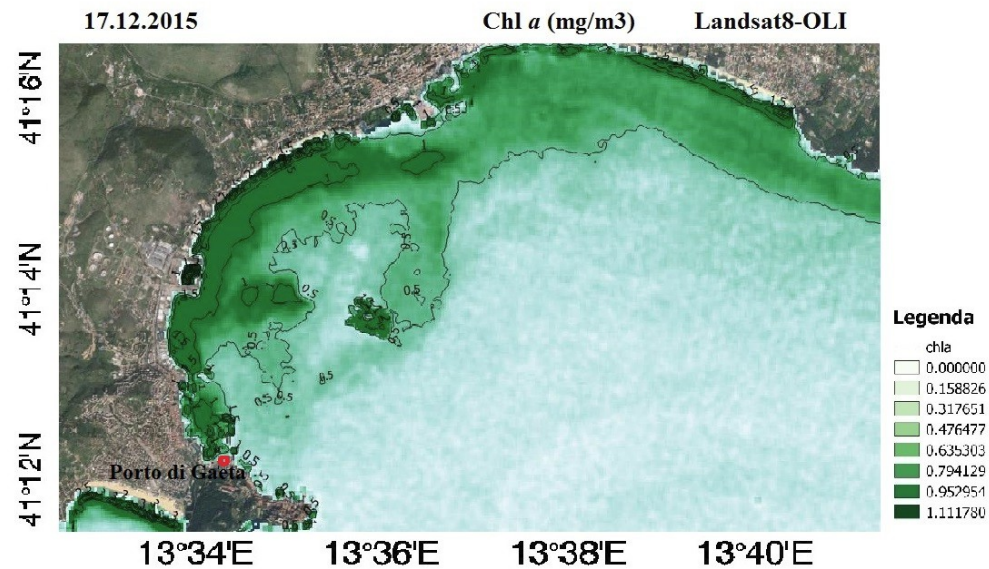 17.12.2015 Chl a (mg/m3) Landsat8-OLI
41°16'N
41°14'N
41°12'N
0.5
0.5
0.5
0.5
0.5
Porto di Gaeta
13°34'E 13°36'E 13°38'E 13°40'E
Legenda
chla
0.000000
0.158826
0.317651
0.476477
0.635303
0.794129
0.952954
1.111780